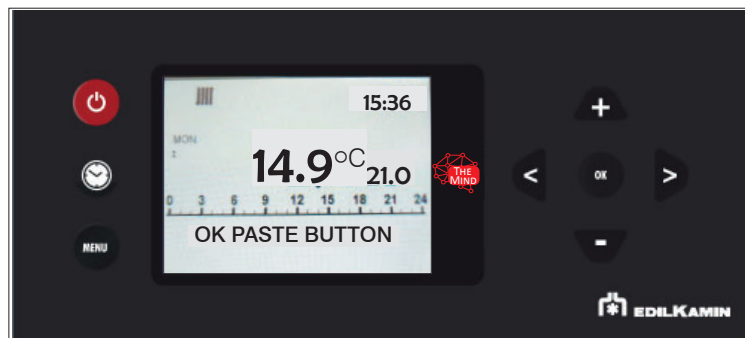 15:36
MON
14.9°C 21.0
THE
MIND
0 3 6 9 12 15 18 21 24
OK PASTE BUTTON
MENU
+
<
OK
>
-
EDILKAMIN